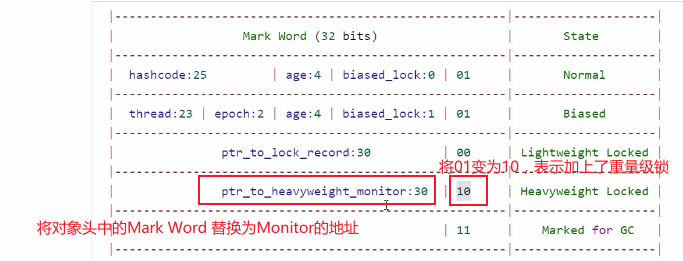 |---------------------------------------------------|--------------------|
| Mark Word (32 bits) | State |
|---------------------------------------------------|--------------------|
| hashcode:25 | age:4 | biased_lock:0 | 01 | Normal |
|---------------------------------------------------|--------------------|
| thread:23 | epoch:2 | age:4 | biased_lock:1 | 01 | Biased |
|---------------------------------------------------|--------------------|
| ptr_to_lock_record:30 | 00 | Lightweight Locked |
将01变为10，表示加上了重量级锁
| ptr_to_heavyweight_monitor:30 | 10 | Heavyweight Locked |
将对象头中的Mark Word 替换为Monitor的地址
| 11 | Marked for GC |
|---------------------------------------------------|--------------------|